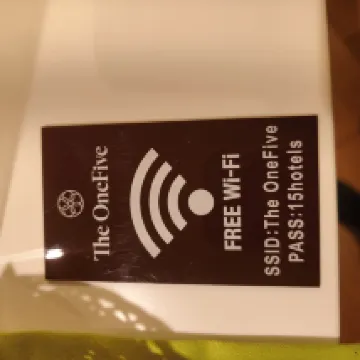 The OneFive
FREE Wi-Fi
SSID:The OneFive
PASS:15hotels